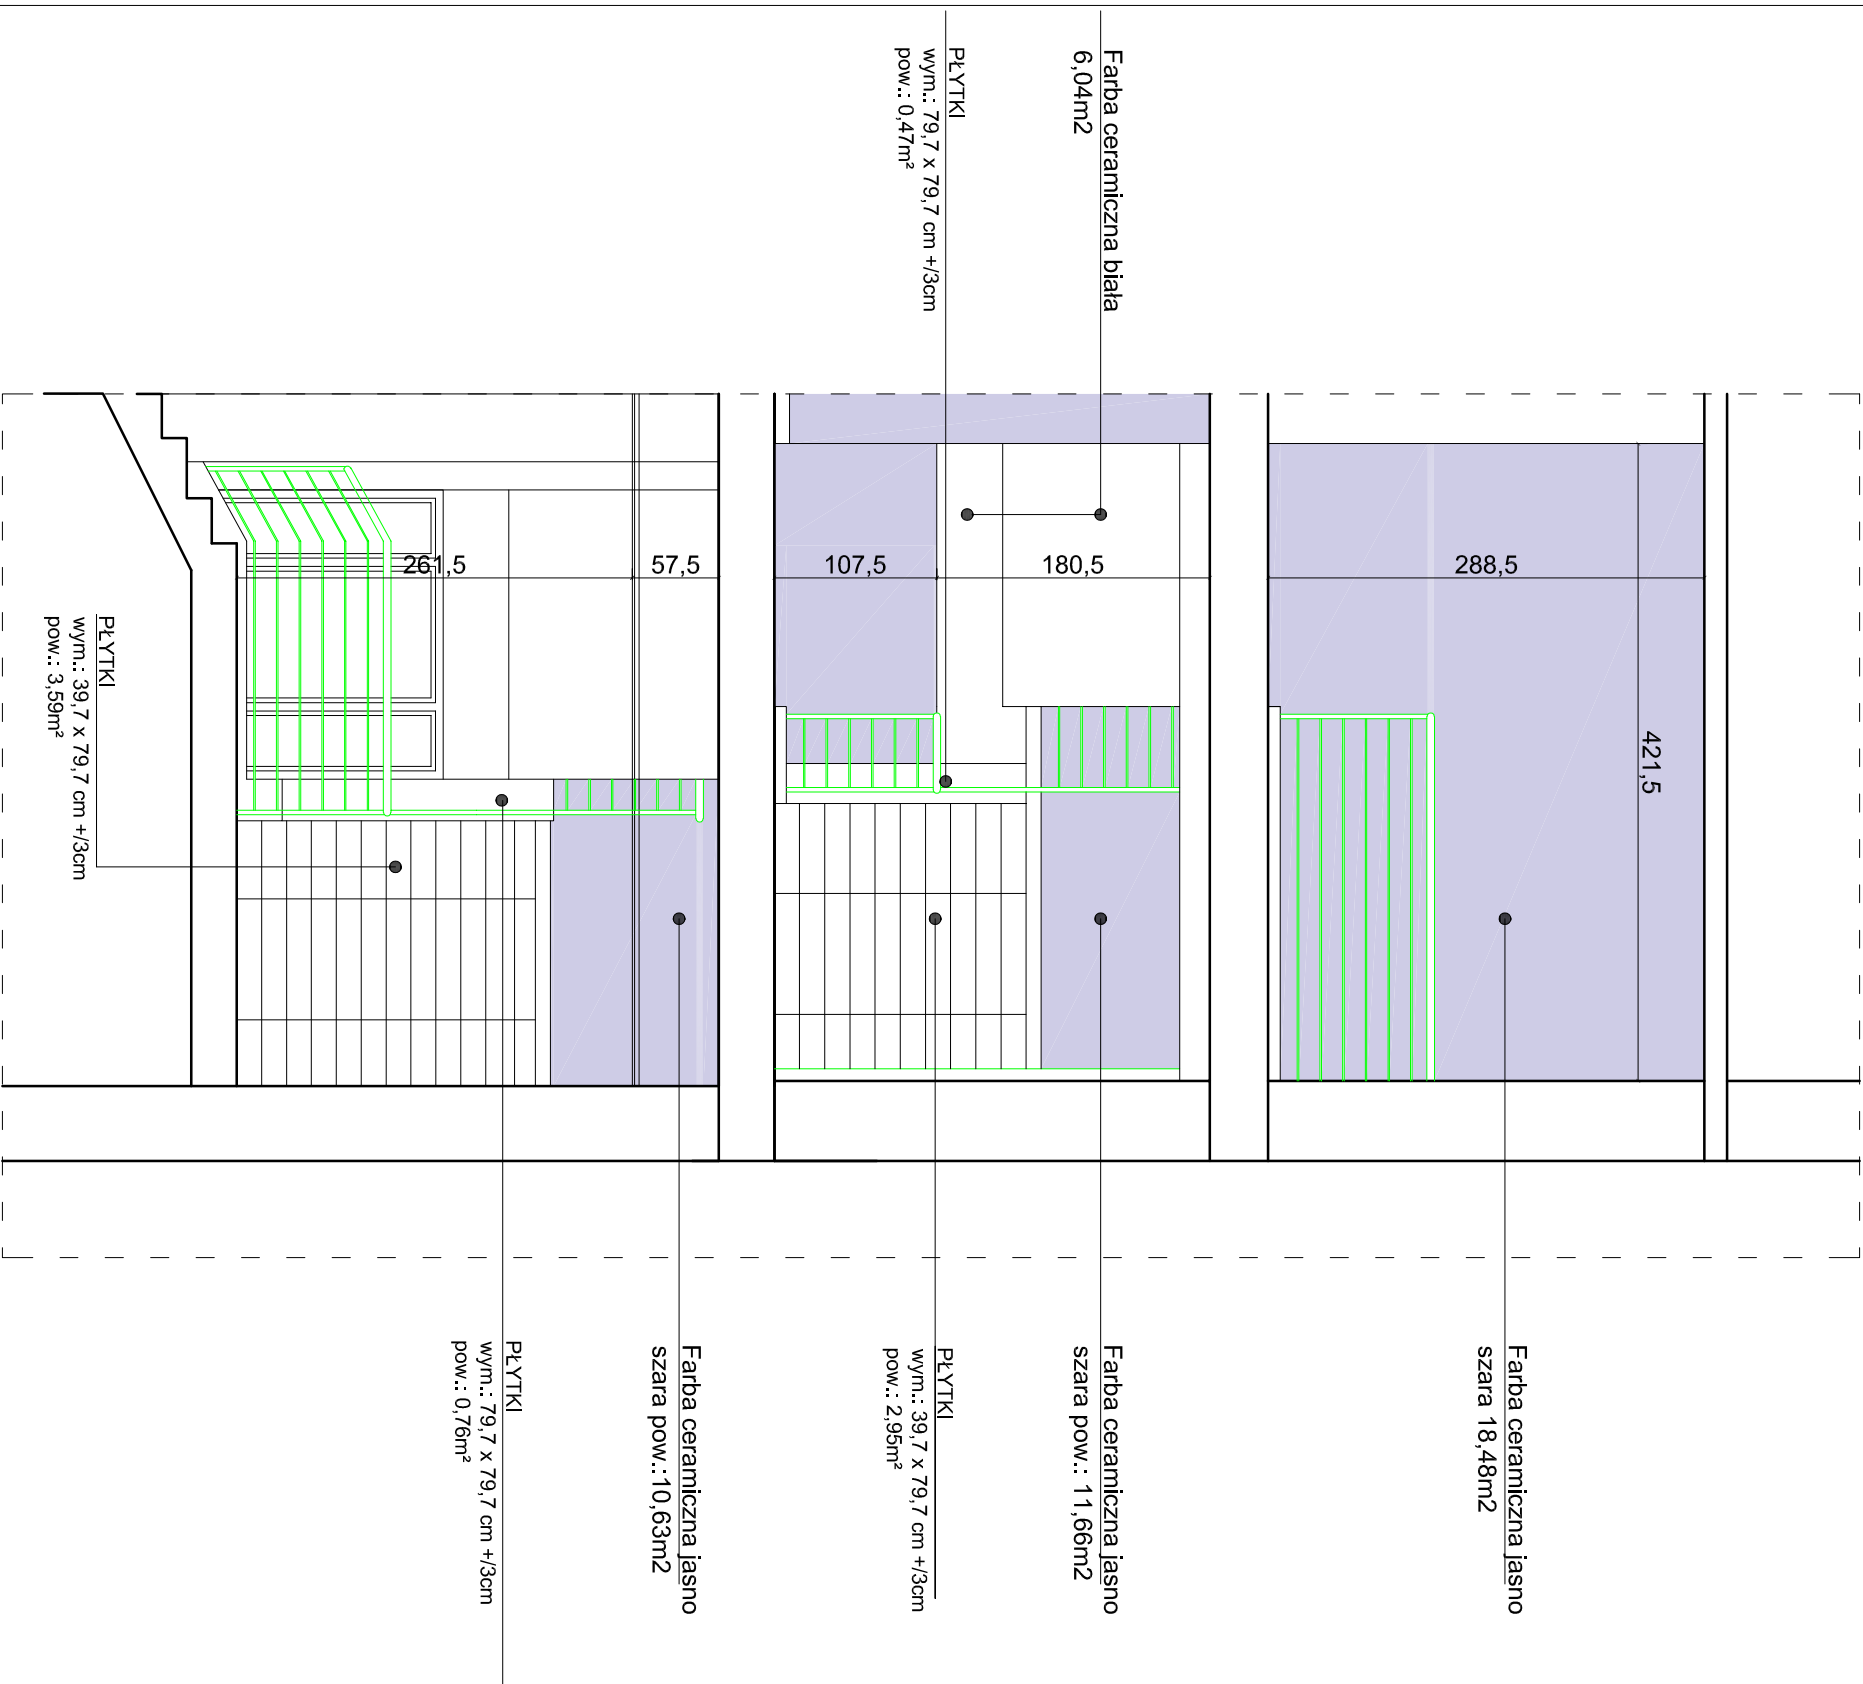 Farba ceramiczna biała
6,04m2
PŁYTKI
wym.: 79,7 x 79,7 cm +/3cm
pow.: 0,47m²
261,5
57,5
107,5
180,5
288,5
421,5
PŁYTKI
wym.: 39,7 x 79,7 cm +/3cm
pow.: 3,59m²
PŁYTKI
wym.: 79,7 x 79,7 cm +/3cm
pow.: 0,76m²
Farba ceramiczna jasno
szara pow.:10,63m2
PŁYTKI
wym.: 39,7 x 79,7 cm +/3cm
pow.: 2,95m²
Farba ceramiczna jasno
szara pow.: 11,66m2
Farba ceramiczna jasno
szara 18,48m2